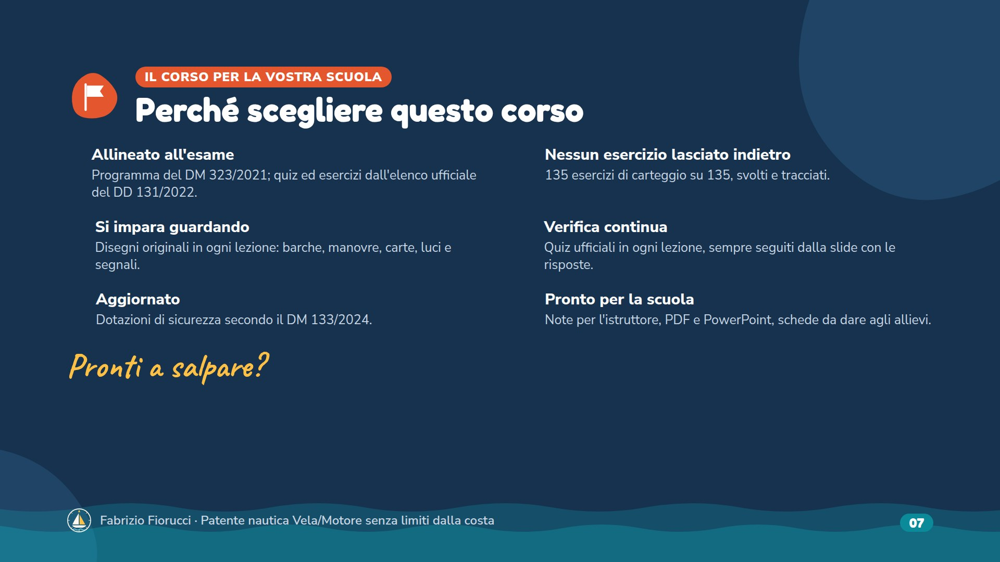 IL CORSO PER LA VOSTRA SCUOLA
Perché scegliere questo corso
Allineato all'esame
Programma del DM 323/2021; quiz ed esercizi dall'elenco ufficiale
del DD 131/2022.
Nessun esercizio lasciato indietro
135 esercizi di carteggio su 135, svolti e tracciati.
Si impara guardando
Disegni originali in ogni lezione: barche, manovre, carte, luci e
segnali.
Verifica continua
Quiz ufficiali in ogni lezione, sempre seguiti dalla slide con le
risposte.
Aggiornato
Dotazioni di sicurezza secondo il DM 133/2024.
Pronto per la scuola
Note per l'istruttore, PDF e PowerPoint, schede da dare agli allievi.
Pronti a salpare?
Fabrizio Fiorucci · Patente nautica Vela/Motore senza limiti dalla costa
07